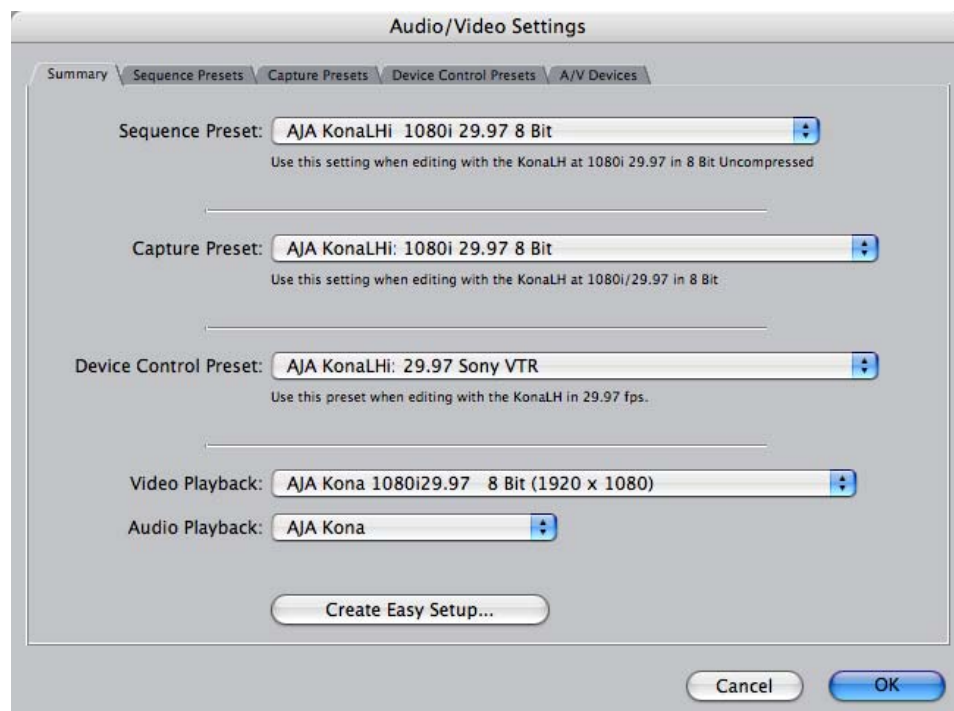 Audio/Video Settings
Summary Sequence Presets Capture Presets Device Control Presets A/V Devices
Sequence Preset: AJA KonaLHi 1080i 29.97 8 Bit
Use this setting when editing with the KonaLH at 1080i 29.97 in 8 Bit Uncompressed
Capture Preset: AJA KonaLHi: 1080i 29.97 8 Bit
Use this setting when editing with the KonaLH at 1080i/29.97 in 8 Bit
Device Control Preset: AJA KonaLHi: 29.97 Sony VTR
Use this preset when editing with the KonaLH in 29.97 fps.
Video Playback: AJA Kona 1080i29.97 8 Bit (1920 x 1080)
Audio Playback: AJA Kona
Create Easy Setup...
Cancel OK